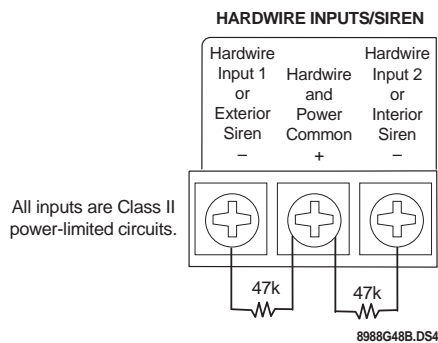 HARDWIRE INPUTS/SIREN
Hardwire
Input 1
or
Exterior
Siren
–
Hardwire
and
Power
Common
+
Hardwire
Input 2
or
Interior
Siren
–
All inputs are Class II
power-limited circuits.
47k
47k
8988G48B.DS4